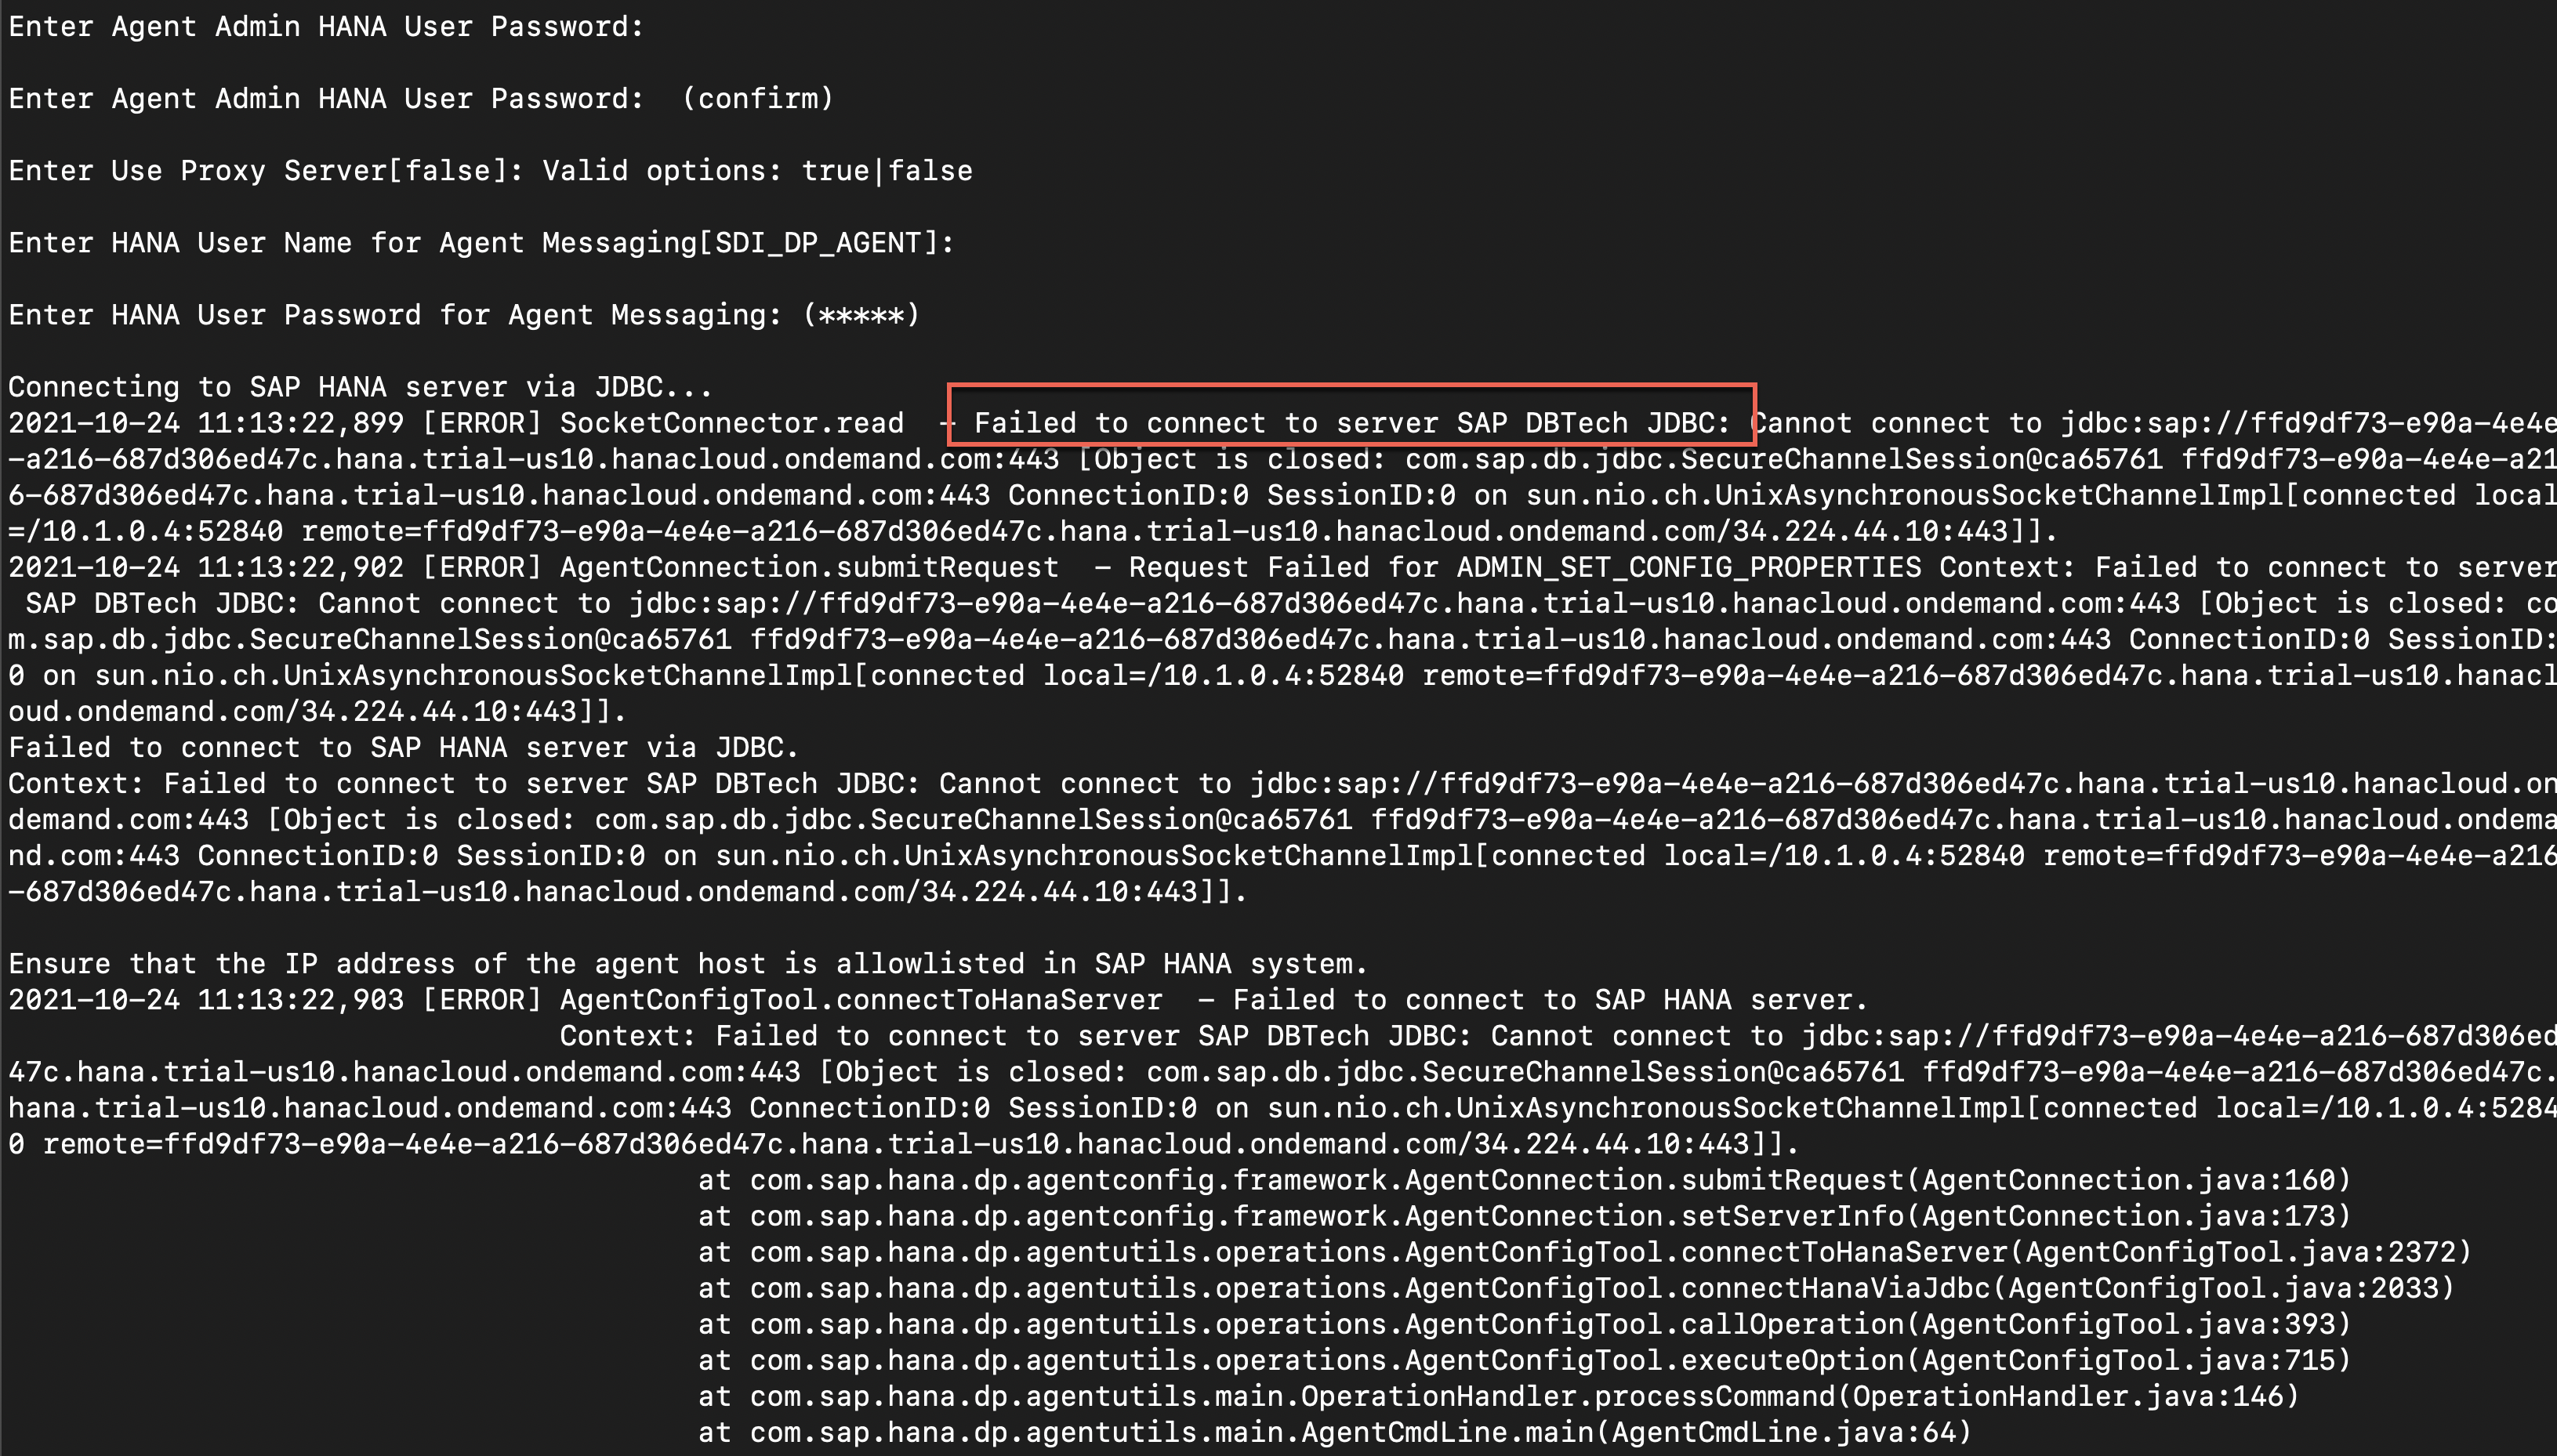 Enter Agent Admin HANA User Password:
Enter Agent Admin HANA User Password:  (confirm)
Enter Use Proxy Server[false]: Valid options: true|false
Enter HANA User Name for Agent Messaging[SDI_DP_AGENT]:
Enter HANA User Password for Agent Messaging: (*****)
Connecting to SAP HANA server via JDBC...
2021-10-24 11:13:22,899 [ERROR] SocketConnector.read  - Failed to connect to server SAP DBTech JDBC: Cannot connect to jdbc:sap://ffd9df73-e90a-4e4e
-a216-687d306ed47c.hana.trial-us10.hanacloud.ondemand.com:443 [Object is closed: com.sap.db.jdbc.SecureChannelSession@ca65761 ffd9df73-e90a-4e4e-a21
6-687d306ed47c.hana.trial-us10.hanacloud.ondemand.com:443 ConnectionID:0 SessionID:0 on sun.nio.ch.UnixAsynchronousSocketChannelImpl[connected local
=/10.1.0.4:52840 remote=ffd9df73-e90a-4e4e-a216-687d306ed47c.hana.trial-us10.hanacloud.ondemand.com/34.224.44.10:443]].
2021-10-24 11:13:22,902 [ERROR] AgentConnection.submitRequest  - Request Failed for ADMIN_SET_CONFIG_PROPERTIES Context: Failed to connect to server
 SAP DBTech JDBC: Cannot connect to jdbc:sap://ffd9df73-e90a-4e4e-a216-687d306ed47c.hana.trial-us10.hanacloud.ondemand.com:443 [Object is closed: co
m.sap.db.jdbc.SecureChannelSession@ca65761 ffd9df73-e90a-4e4e-a216-687d306ed47c.hana.trial-us10.hanacloud.ondemand.com:443 ConnectionID:0 SessionID:
0 on sun.nio.ch.UnixAsynchronousSocketChannelImpl[connected local=/10.1.0.4:52840 remote=ffd9df73-e90a-4e4e-a216-687d306ed47c.hana.trial-us10.hanacl
oud.ondemand.com/34.224.44.10:443]].
Failed to connect to SAP HANA server via JDBC.
Context: Failed to connect to server SAP DBTech JDBC: Cannot connect to jdbc:sap://ffd9df73-e90a-4e4e-a216-687d306ed47c.hana.trial-us10.hanacloud.on
demand.com:443 [Object is closed: com.sap.db.jdbc.SecureChannelSession@ca65761 ffd9df73-e90a-4e4e-a216-687d306ed47c.hana.trial-us10.hanacloud.ondema
nd.com:443 ConnectionID:0 SessionID:0 on sun.nio.ch.UnixAsynchronousSocketChannelImpl[connected local=/10.1.0.4:52840 remote=ffd9df73-e90a-4e4e-a216
-687d306ed47c.hana.trial-us10.hanacloud.ondemand.com/34.224.44.10:443]].
Ensure that the IP address of the agent host is allowlisted in SAP HANA system.
2021-10-24 11:13:22,903 [ERROR] AgentConfigTool.connectToHanaServer  - Failed to connect to SAP HANA server.
Context: Failed to connect to server SAP DBTech JDBC: Cannot connect to jdbc:sap://ffd9df73-e90a-4e4e-a216-687d306ed
47c.hana.trial-us10.hanacloud.ondemand.com:443 [Object is closed: com.sap.db.jdbc.SecureChannelSession@ca65761 ffd9df73-e90a-4e4e-a216-687d306ed47c.
hana.trial-us10.hanacloud.ondemand.com:443 ConnectionID:0 SessionID:0 on sun.nio.ch.UnixAsynchronousSocketChannelImpl[connected local=/10.1.0.4:5284
0 remote=ffd9df73-e90a-4e4e-a216-687d306ed47c.hana.trial-us10.hanacloud.ondemand.com/34.224.44.10:443]].
at com.sap.hana.dp.agentconfig.framework.AgentConnection.submitRequest(AgentConnection.java:160)
at com.sap.hana.dp.agentconfig.framework.AgentConnection.setServerInfo(AgentConnection.java:173)
at com.sap.hana.dp.agentutils.operations.AgentConfigTool.connectToHanaServer(AgentConfigTool.java:2372)
at com.sap.hana.dp.agentutils.operations.AgentConfigTool.connectHanaViaJdbc(AgentConfigTool.java:2033)
at com.sap.hana.dp.agentutils.operations.AgentConfigTool.callOperation(AgentConfigTool.java:393)
at com.sap.hana.dp.agentutils.operations.AgentConfigTool.executeOption(AgentConfigTool.java:715)
at com.sap.hana.dp.agentutils.main.OperationHandler.processCommand(OperationHandler.java:146)
at com.sap.hana.dp.agentutils.main.AgentCmdLine.main(AgentCmdLine.java:64)